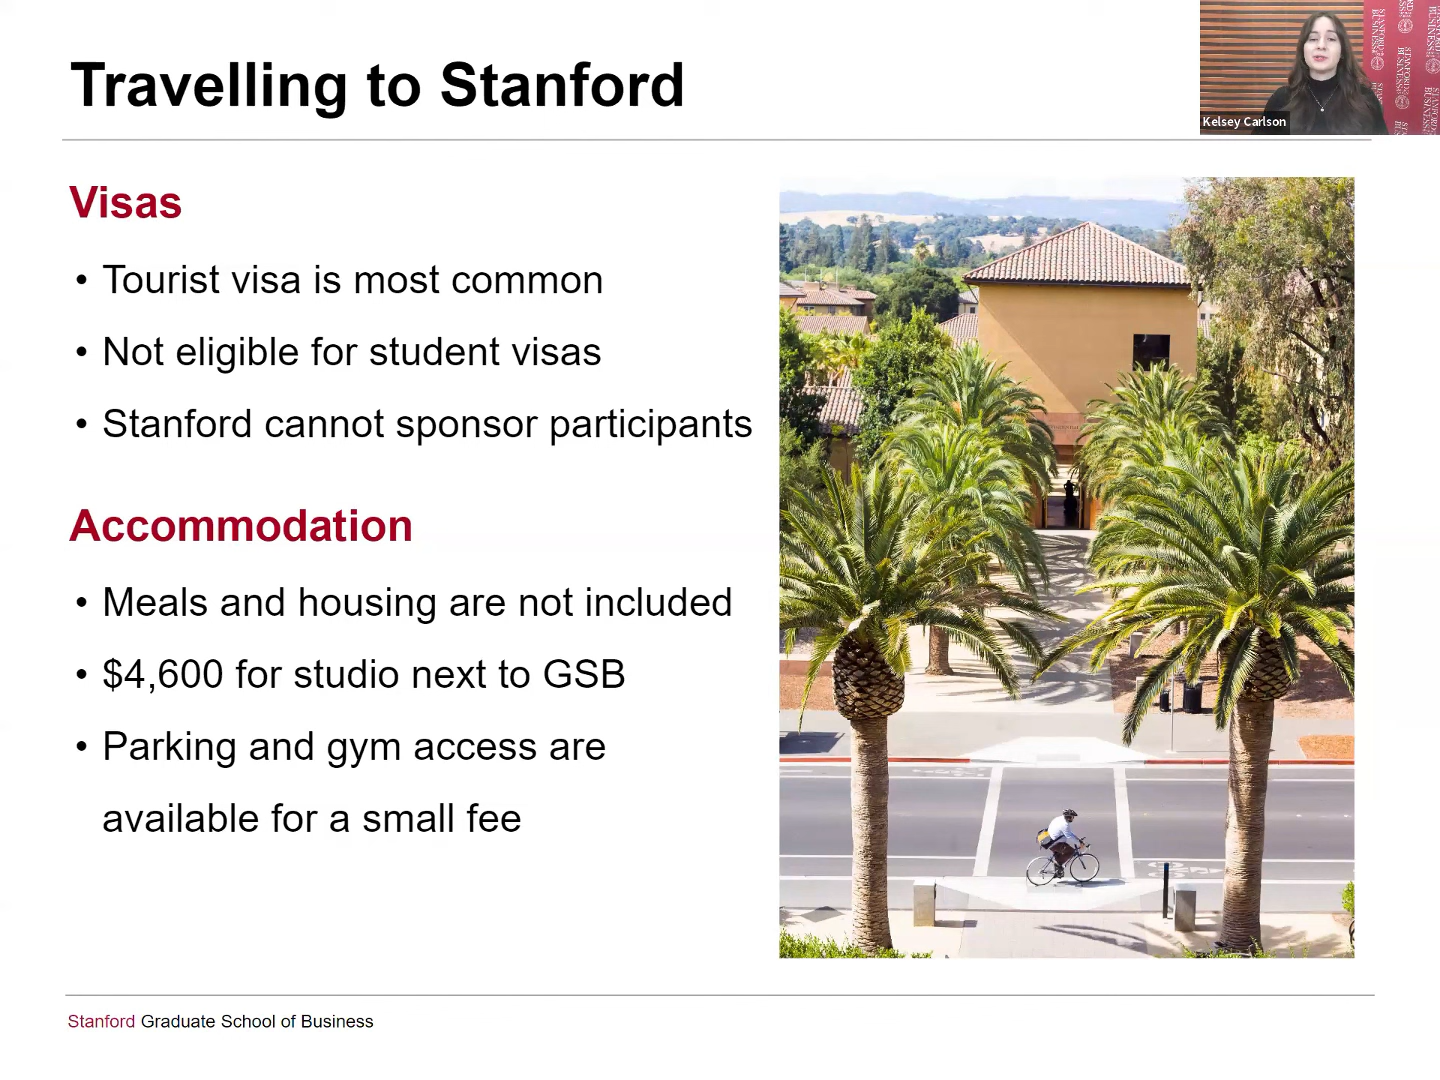 Travelling to Stanford
Kelsey Carlson
Visas
• Tourist visa is most common
• Not eligible for student visas
• Stanford cannot sponsor participants
Accommodation
• Meals and housing are not included
• $4,600 for studio next to GSB
• Parking and gym access are
available for a small fee
Stanford Graduate School of Business